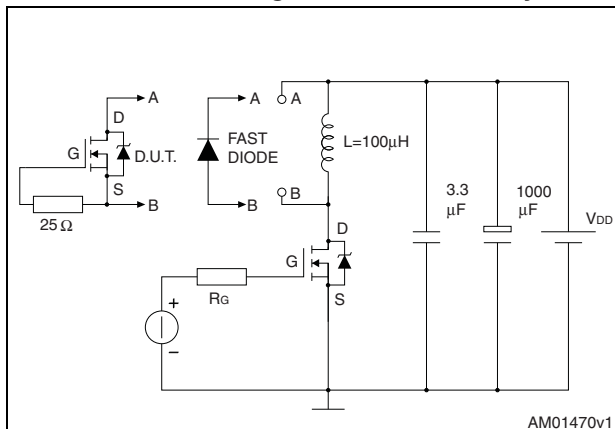 A
A
A
D
FAST
DIODE
L=100µH
G
D.U.T.
S
B
B
B
25 Ω
3.3
µF
1000
µF
VDD
D
G
S
RG
+
–
AM01470v1